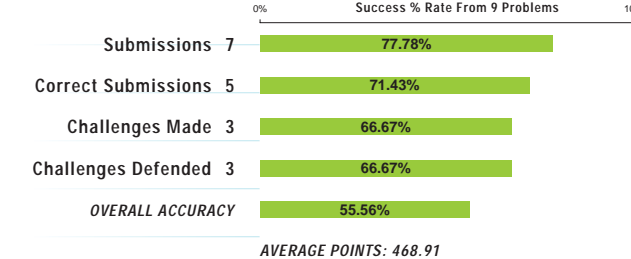 0% Success % Rate From 9 Problems
Submissions 7 77.78%
Correct Submissions 5 71.43%
Challenges Made 3 66.67%
Challenges Defended 3 66.67%
OVERALL ACCURACY 55.56%
AVERAGE POINTS: 468.91